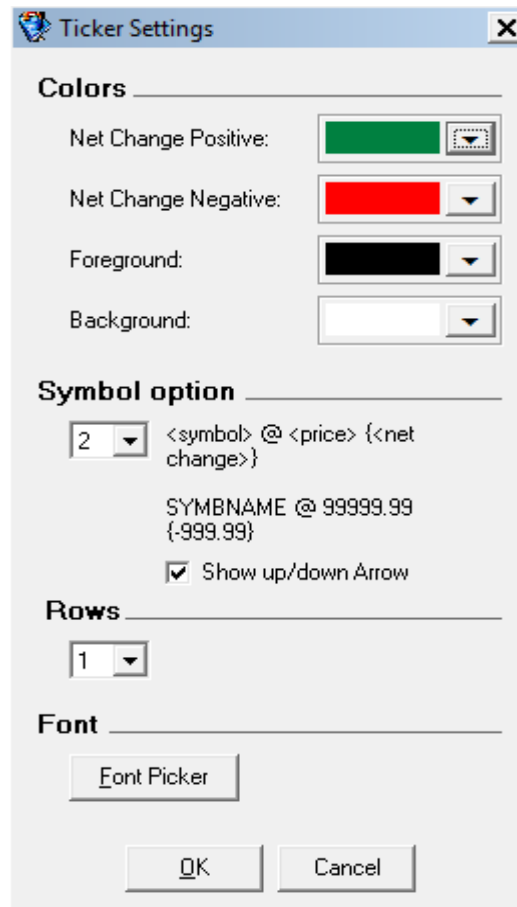 Ticker Settings
Colors
Net Change Positive:
Net Change Negative:
Foreground:
Background:
Symbol option
2
<symbol> @ <price> {<net
change>}
SYMBNAME @ 99999.99
{-999.99}
Show up/down Arrow
Rows
1
Font
Font Picker
OK
Cancel